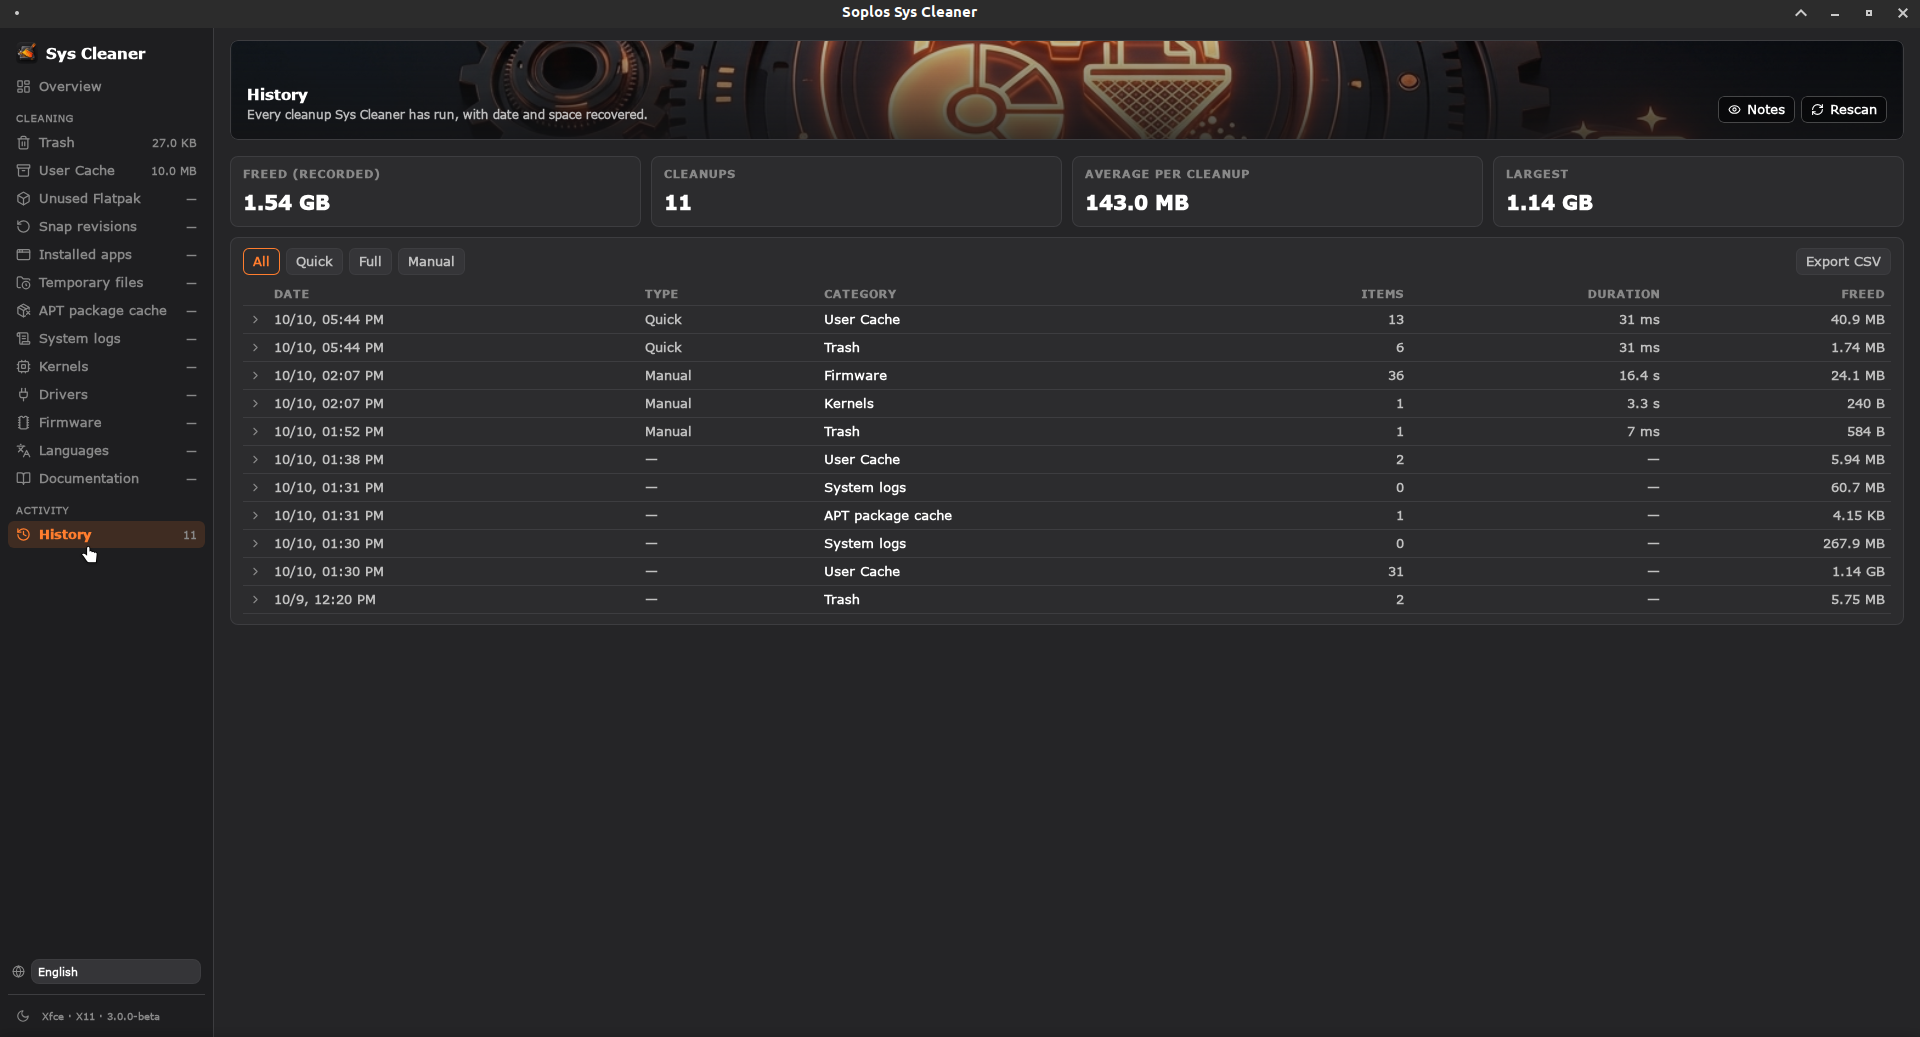 Soplos Sys Cleaner
Sys Cleaner
Overview
CLEANING
Trash 27.0 KB
User Cache 10.0 MB
Unused Flatpak —
Snap revisions —
Installed apps —
Temporary files —
APT package cache —
System logs —
Kernels —
Drivers —
Firmware —
Languages —
Documentation —
ACTIVITY
History 11
English
Xfce · X11 · 3.0.0-beta
History
Every cleanup Sys Cleaner has run, with date and space recovered.
Notes Rescan
FREED (RECORDED)
1.54 GB
CLEANUPS
11
AVERAGE PER CLEANUP
143.0 MB
LARGEST
1.14 GB
All Quick Full Manual Export CSV
DATE TYPE CATEGORY ITEMS DURATION FREED
10/10, 05:44 PM Quick User Cache 13 31 ms 40.9 MB
10/10, 05:44 PM Quick Trash 6 31 ms 1.74 MB
10/10, 02:07 PM Manual Firmware 36 16.4 s 24.1 MB
10/10, 02:07 PM Manual Kernels 1 3.3 s 240 B
10/10, 01:52 PM Manual Trash 1 7 ms 584 B
10/10, 01:38 PM — User Cache 2 — 5.94 MB
10/10, 01:31 PM — System logs 0 — 60.7 MB
10/10, 01:31 PM — APT package cache 1 — 4.15 KB
10/10, 01:30 PM — System logs 0 — 267.9 MB
10/10, 01:30 PM — User Cache 31 — 1.14 GB
10/9, 12:20 PM — Trash 2 — 5.75 MB